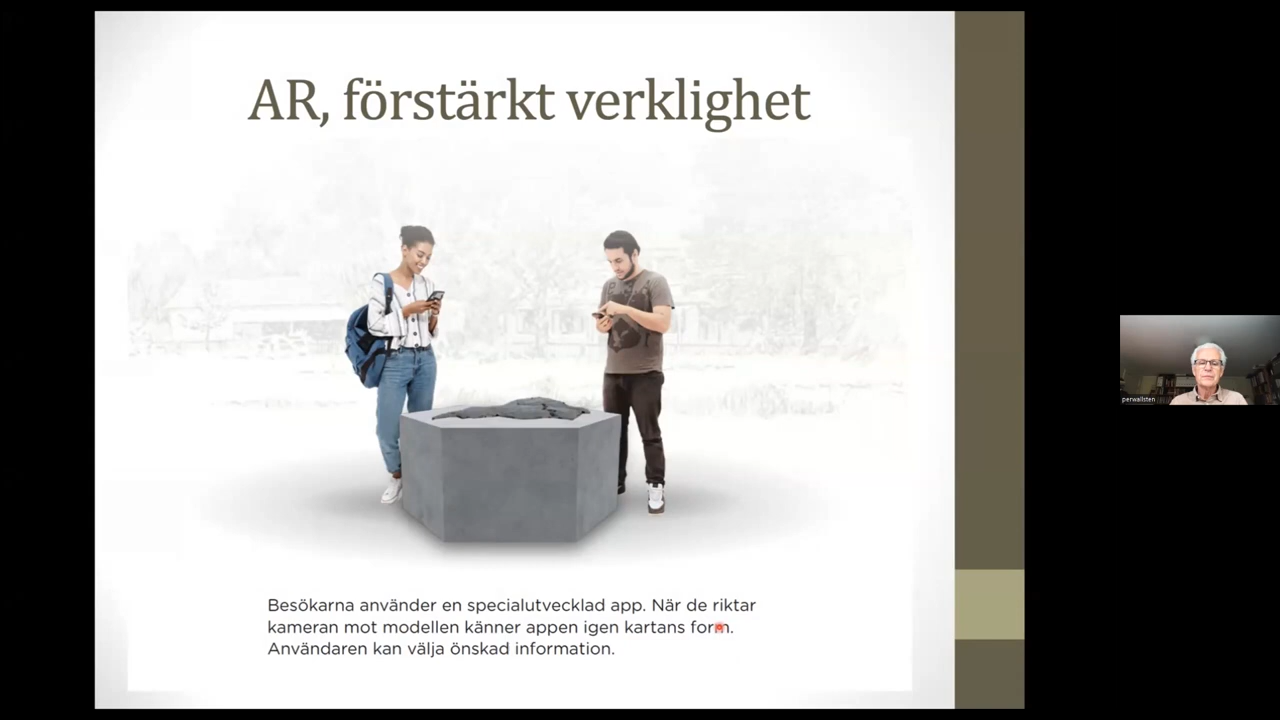 AR, förstärkt verklighet
Besökarna använder en specialutvecklad app. När de riktar
kameran mot modellen känner appen igen kartans form.
Användaren kan välja önskad information.
perwallsten